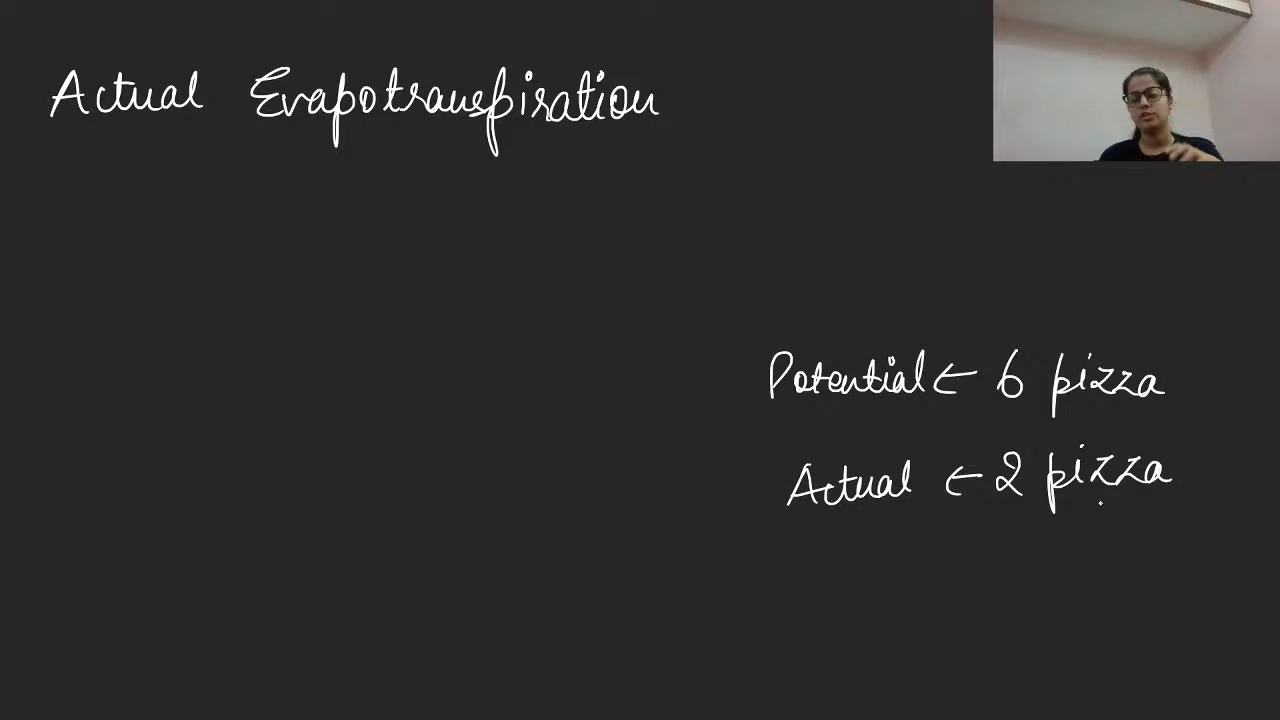 Actual Evapotranspiration
Potential ← 6 pizza
Actual ← 2 pizza